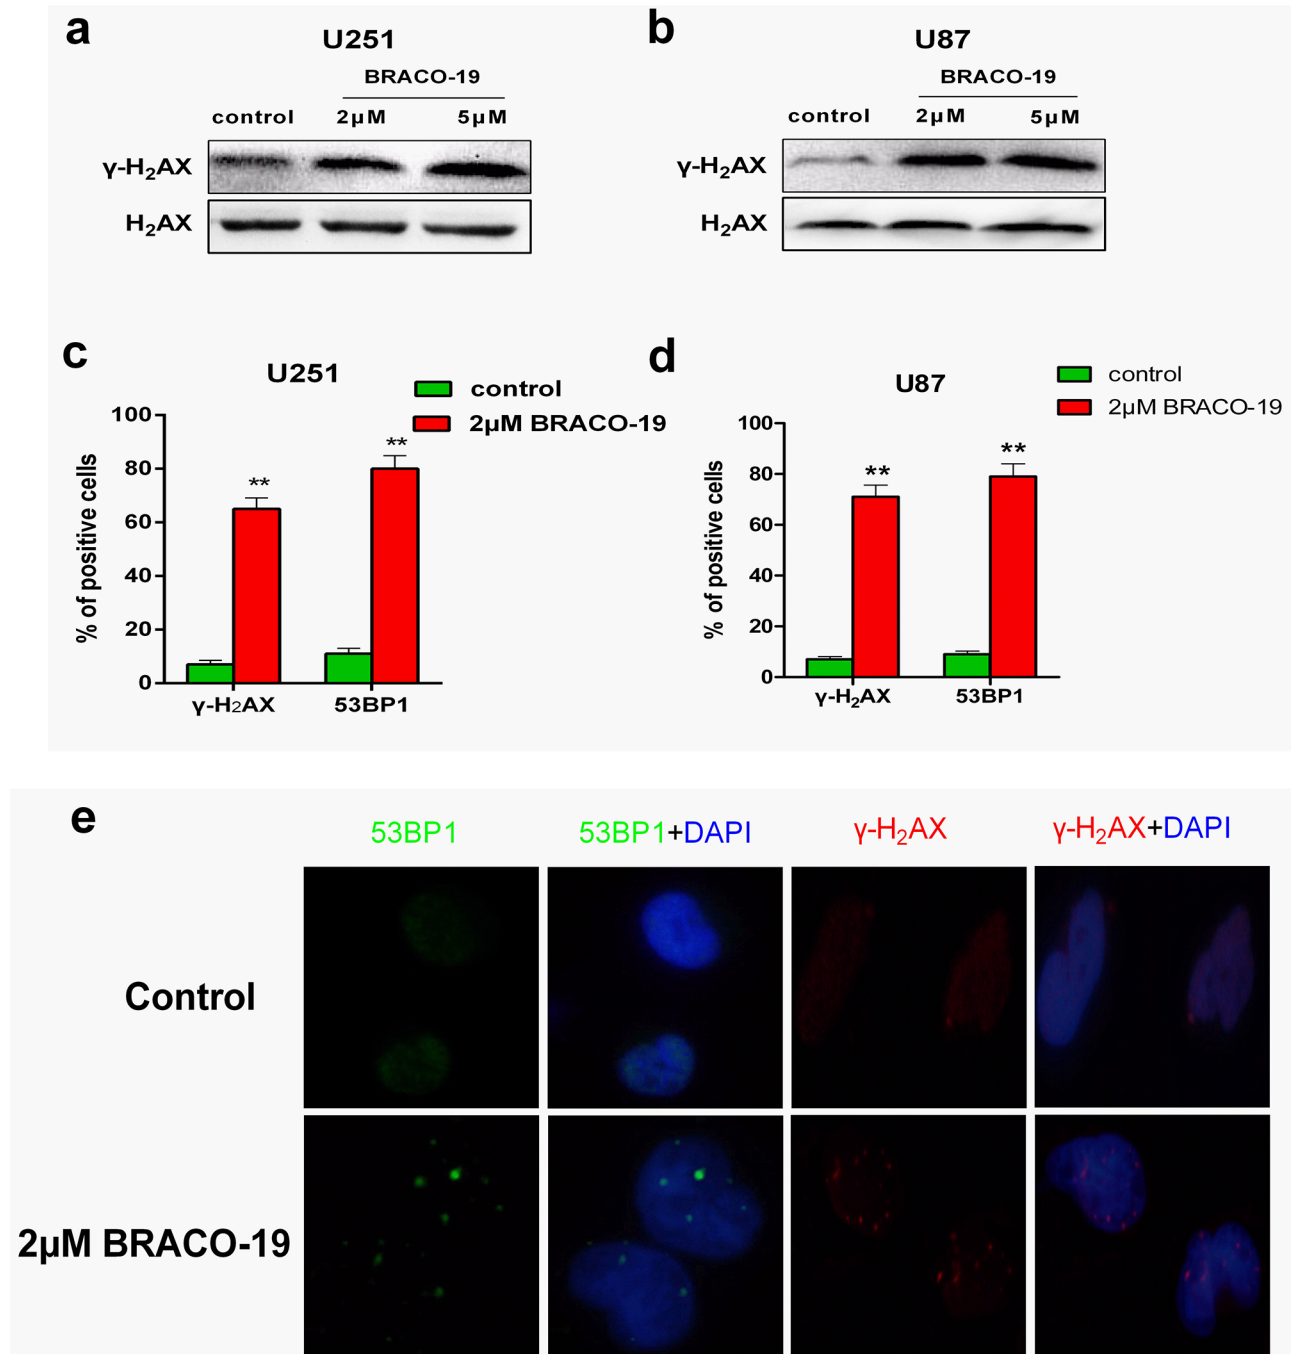 a
U251
BRACO-19
control 2µM 5µM
γ-H₂AX
H₂AX
b
U87
BRACO-19
control 2µM 5µM
γ-H₂AX
H₂AX
c
U251
control
2µM BRACO-19
% of positive cells
100
80
60
40
20
0
** **
γ-H₂AX 53BP1
d
U87
control
2µM BRACO-19
% of positive cells
100
80
60
40
20
0
** **
γ-H₂AX 53BP1
e
53BP1 53BP1+DAPI γ-H₂AX γ-H₂AX+DAPI
Control
2µM BRACO-19